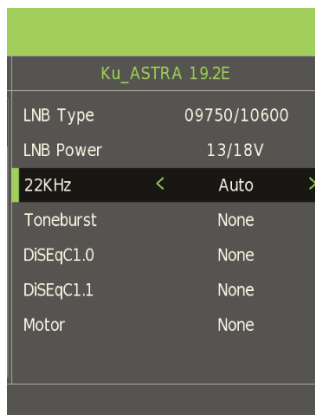 Ku_ASTRA 19.2E
LNB Type 09750/10600
LNB Power 13/18V
22KHz < Auto >
Toneburst None
DiSEqC1.0 None
DiSEqC1.1 None
Motor None